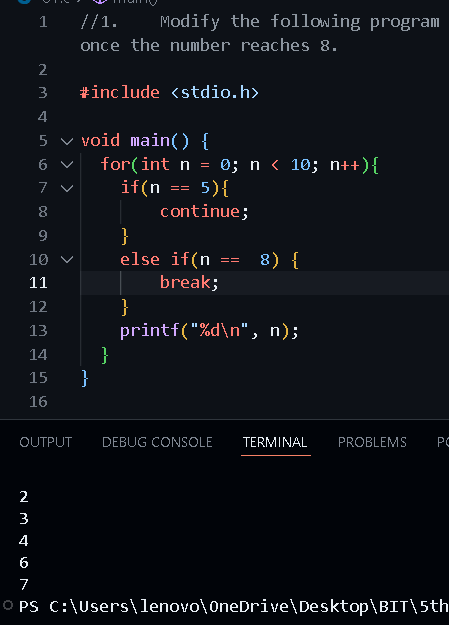 main()
1 //1.    Modify the following program
once the number reaches 8.
2
3 #include <stdio.h>
4
5 void main() {
6   for(int n = 0; n < 10; n++){
7     if(n == 5){
8         continue;
9     }
10     else if(n ==  8) {
11         break;
12     }
13     printf("%d\n", n);
14   }
15 }
16
OUTPUT DEBUG CONSOLE TERMINAL PROBLEMS
2
3
4
6
7
PS C:\Users\lenovo\OneDrive\Desktop\BIT\5th